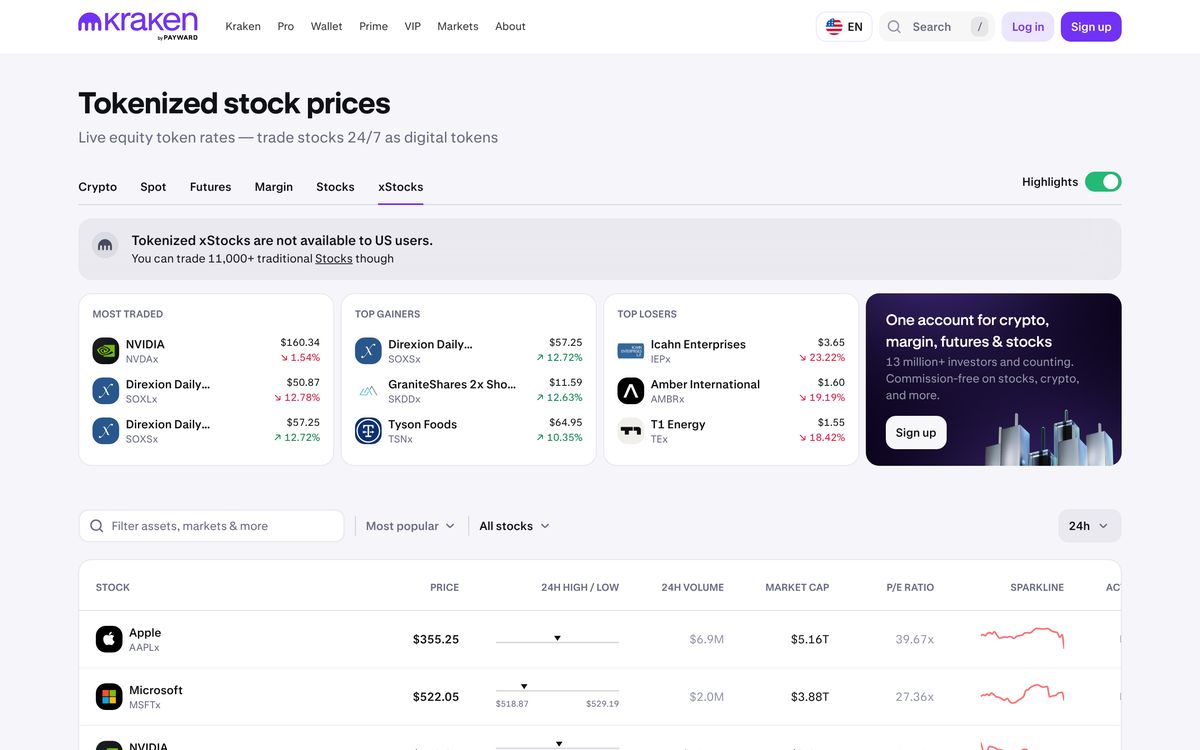 kraken
by PAYWARD
Kraken Pro Wallet Prime VIP Markets About
EN
Search /
Log in
Sign up
Tokenized stock prices
Live equity token rates — trade stocks 24/7 as digital tokens
Crypto Spot Futures Margin Stocks xStocks
Highlights
Tokenized xStocks are not available to US users.
You can trade 11,000+ traditional Stocks though
MOST TRADED
NVIDIA $160.34
NVDAx ↘ 1.54%
Direxion Daily... $50.87
SOXLx ↘ 12.78%
Direxion Daily... $57.25
SOXSx ↗ 12.72%
TOP GAINERS
Direxion Daily... $57.25
SOXSx ↗ 12.72%
GraniteShares 2x Sho... $11.59
SKDDx ↗ 12.63%
Tyson Foods $64.95
TSNx ↗ 10.35%
TOP LOSERS
Icahn Enterprises $3.65
IEPx ↘ 23.22%
Amber International $1.60
AMBRx ↘ 19.19%
T1 Energy $1.55
TEx ↘ 18.42%
One account for crypto,
margin, futures & stocks
13 million+ investors and counting.
Commission-free on stocks, crypto,
and more.
Sign up
Filter assets, markets & more
Most popular
All stocks
24h
STOCK PRICE 24H HIGH / LOW 24H VOLUME MARKET CAP P/E RATIO SPARKLINE
Apple
AAPLx
$355.25 $6.9M $5.16T 39.67x
Microsoft
MSFTx
$522.05 $518.87 $529.19 $2.0M $3.88T 27.36x
NVIDIA